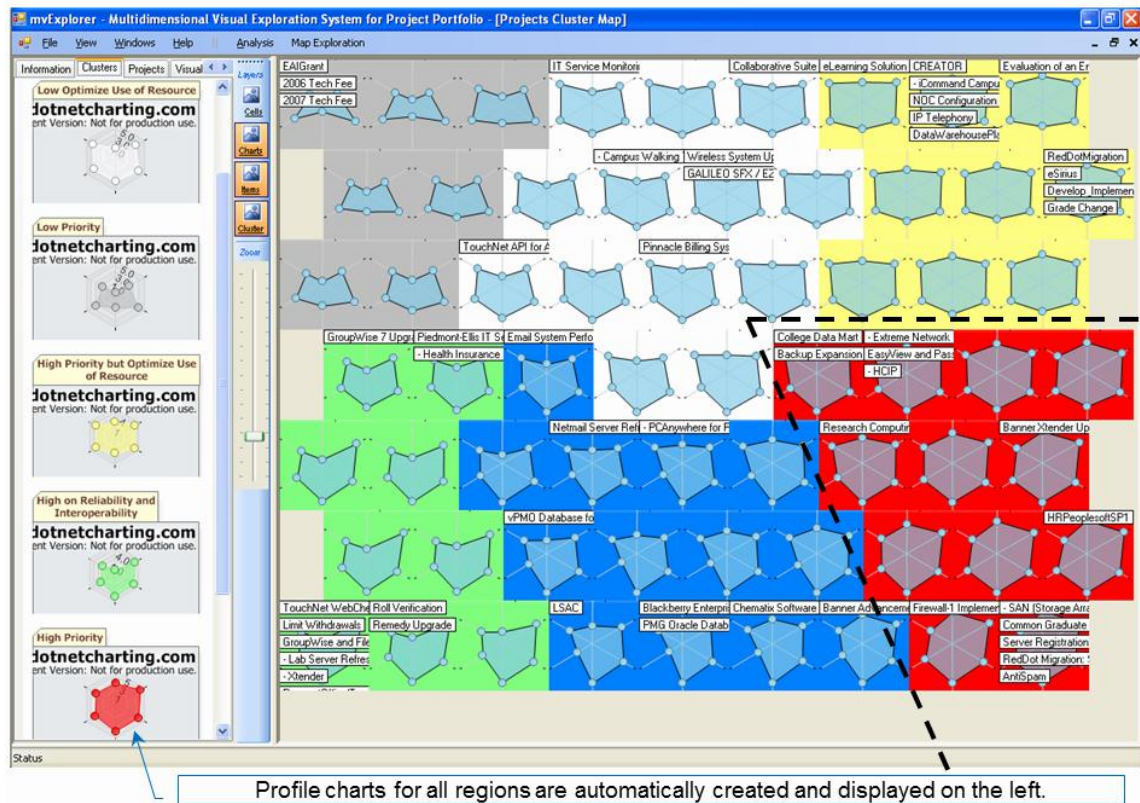 mvExplorer - Multidimensional Visual Exploration System for Project Portfolio - [Projects Cluster Map]
File View Windows Help Analysis Map Exploration
Information Clusters Projects Visual
Low Optimize Use of Resource
dotnetcharting.com
ent Version: Not for production use.
Low Priority
dotnetcharting.com
ent Version: Not for production use.
High Priority but Optimize Use
of Resource
dotnetcharting.com
ent Version: Not for production use.
High on Reliability and
Interoperability
dotnetcharting.com
ent Version: Not for production use.
High Priority
dotnetcharting.com
ent Version: Not for production use.
Layers
Cells
Charts
Items
Cluster
Zoom
EAIGrant IT Service Monitori Collaborative Suite eLearning Solution CREATOR Evaluation of an Er
2006 Tech Fee - iCommand Campu
2007 Tech Fee NOC Configuration
IP Telephony
DataWarehousePla
- Campus Walking Wireless System Up RedDotMigration
GALILEO SFX / EZ eSirius
Develop_Implemen
Grade Change
TouchNet API for A Pinnacle Billing Sys
GroupWise 7 Upgra Piedmont-Ellis IT Se Email System Perfo College Data Mart - Extreme Network
- Health Insurance Backup Expansion EasyView and Pas
- HCIP
Netmail Server Refr - PCAnywhere for F Research Computin Banner Xtender Up
vPMO Database fo HRPeoplesoftSP1
TouchNet WebChe Roll Verification LSAC Blackberry Enterpri Chematix Software Banner Advanceme Firewall-1 Implemen - SAN (Storage Arra
Limit Withdrawals Remedy Upgrade PMG Oracle Datab Common Graduate
GroupWise and File Server Registration
- Lab Server Refres RedDot Migration: S
- Xtender AntiSpam
Status
Profile charts for all regions are automatically created and displayed on the left.